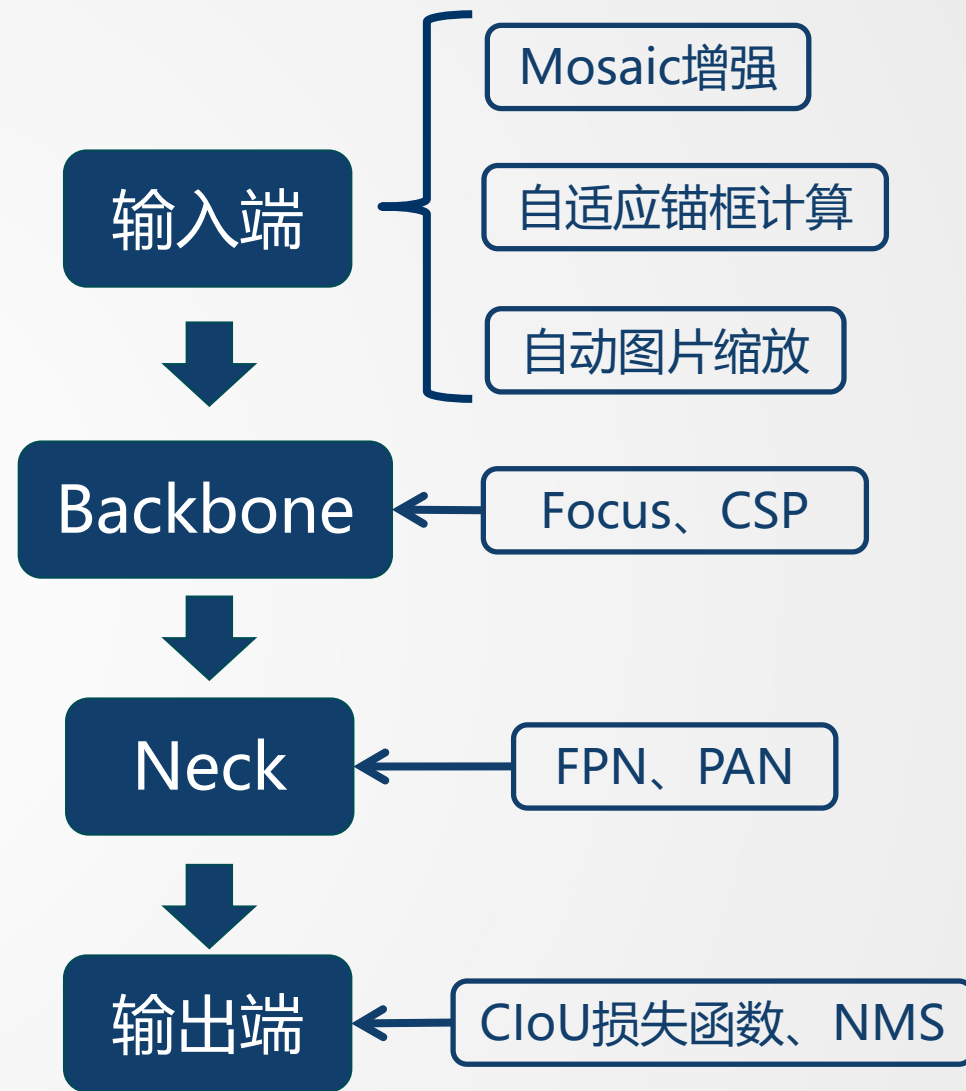 Mosaic增强
输入端
自适应锚框计算
自动图片缩放
Backbone
Focus、CSP
Neck
FPN、PAN
输出端
CIoU损失函数、NMS